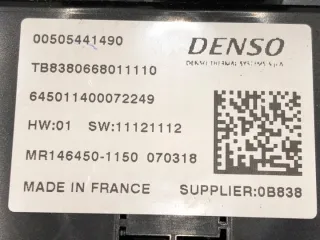 00505441490
DENSO
DENSO THERMAL SYSTEMS S.p.A.
TB8380668011110
645011400072249
HW:01 SW:11121112
MR146450-1150 070318
MADE IN FRANCE SUPPLIER:0B838